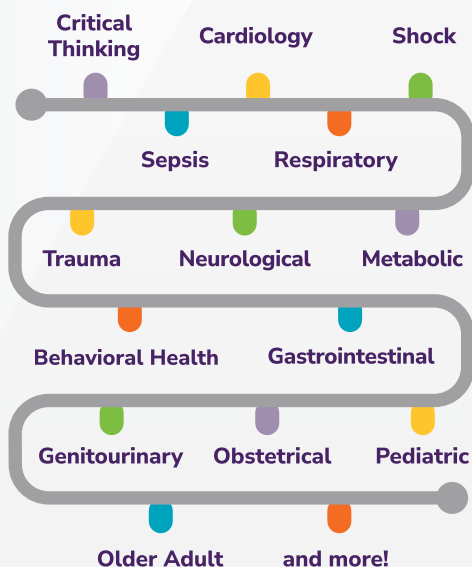 Critical
Thinking
Cardiology
Shock
Sepsis
Respiratory
Trauma
Neurological
Metabolic
Behavioral Health
Gastrointestinal
Genitourinary
Obstetrical
Pediatric
Older Adult
and more!